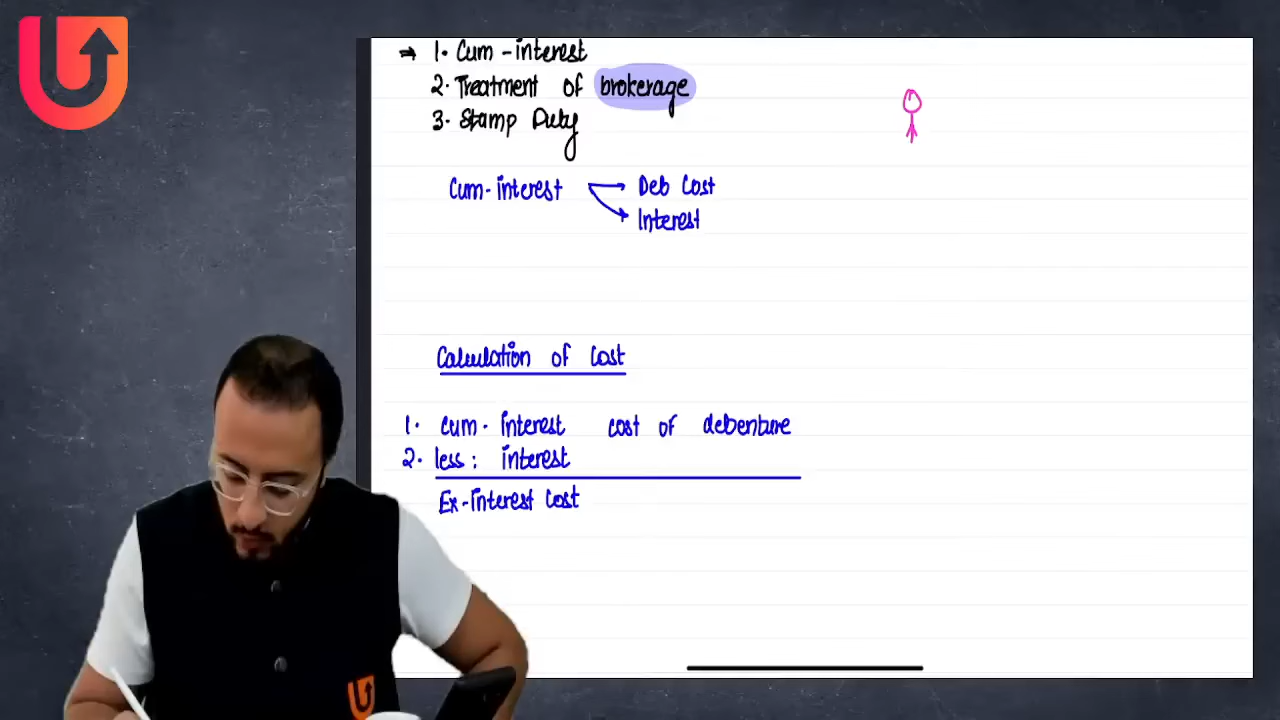 ⇒ 1. Cum-interest
2. Treatment of brokerage
3. Stamp Duty
Cum-interest → Deb Cost
→ Interest
Calculation of Cost
1. Cum-interest cost of debenture
2. less: interest
Ex-interest Cost